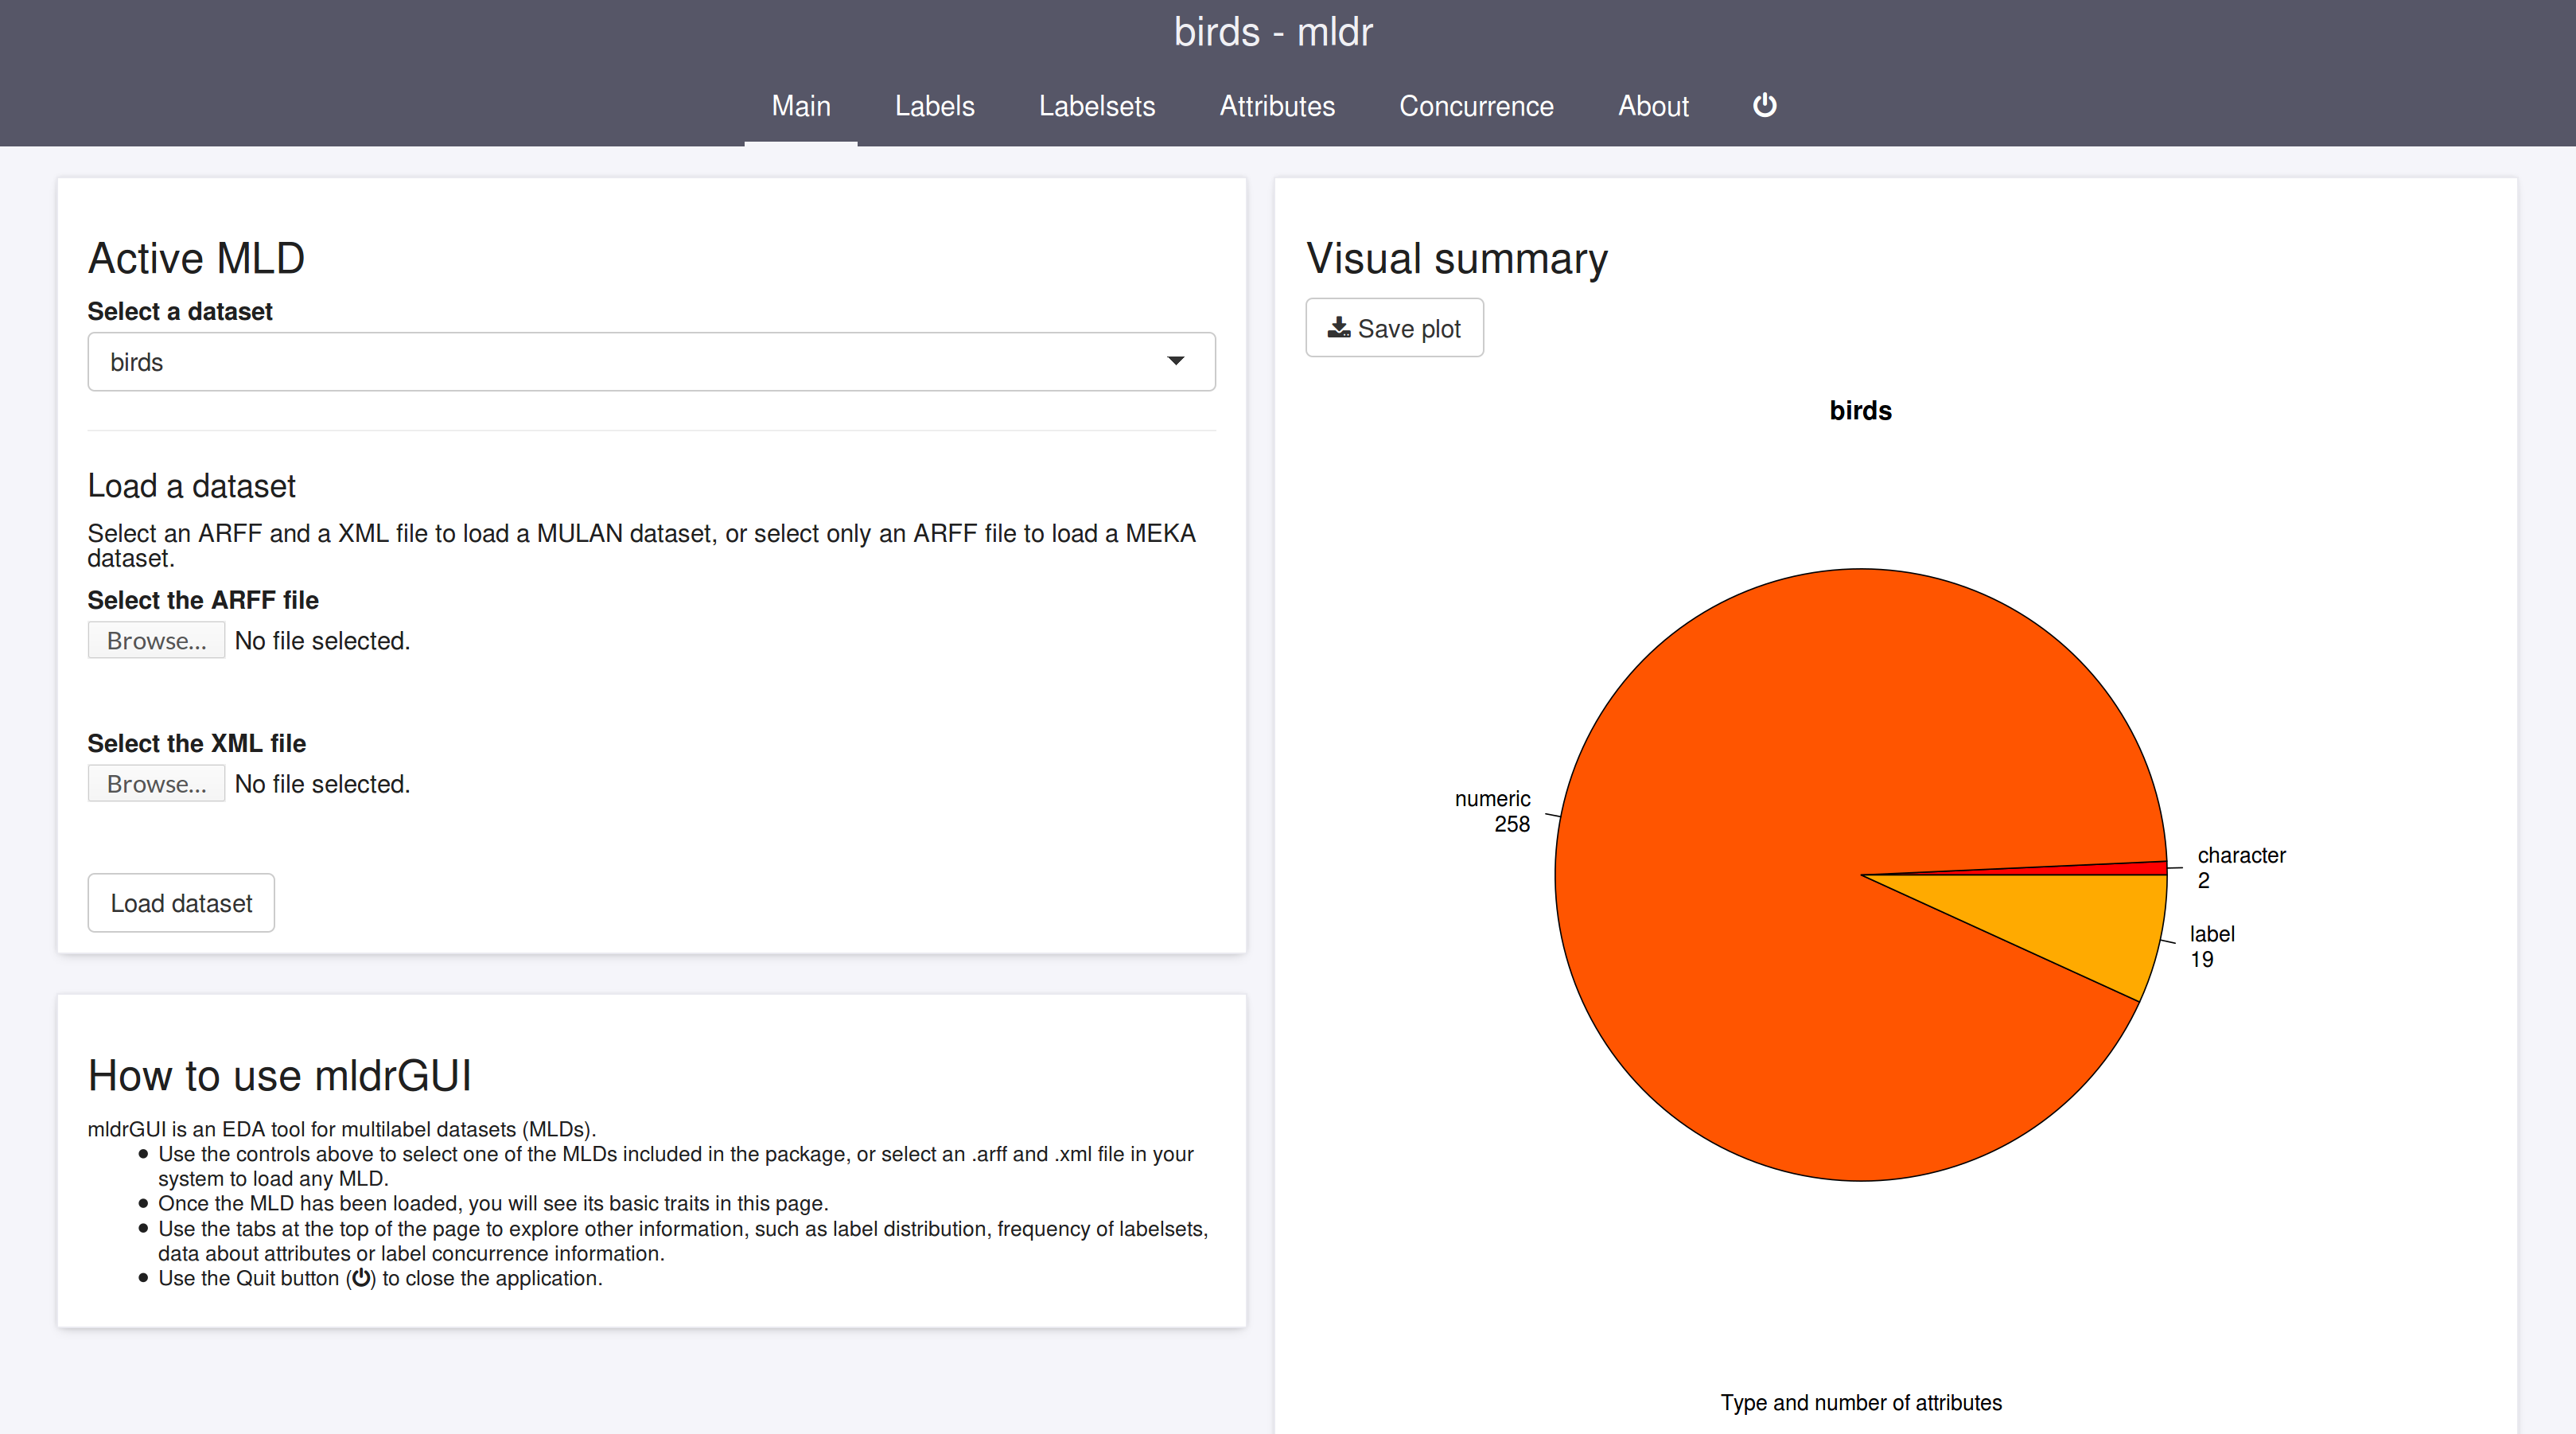 birds - mldr
Main Labels Labelsets Attributes Concurrence About
Active MLD
Select a dataset
birds
Load a dataset
Select an ARFF and a XML file to load a MULAN dataset, or select only an ARFF file to load a MEKA
dataset.
Select the ARFF file
Browse... No file selected.
Select the XML file
Browse... No file selected.
Load dataset
How to use mldrGUI
mldrGUI is an EDA tool for multilabel datasets (MLDs).
● Use the controls above to select one of the MLDs included in the package, or select an .arff and .xml file in your
system to load any MLD.
● Once the MLD has been loaded, you will see its basic traits in this page.
● Use the tabs at the top of the page to explore other information, such as label distribution, frequency of labelsets,
data about attributes or label concurrence information.
● Use the Quit button (⏻) to close the application.
Visual summary
Save plot
birds
numeric
258
character
2
label
19
Type and number of attributes